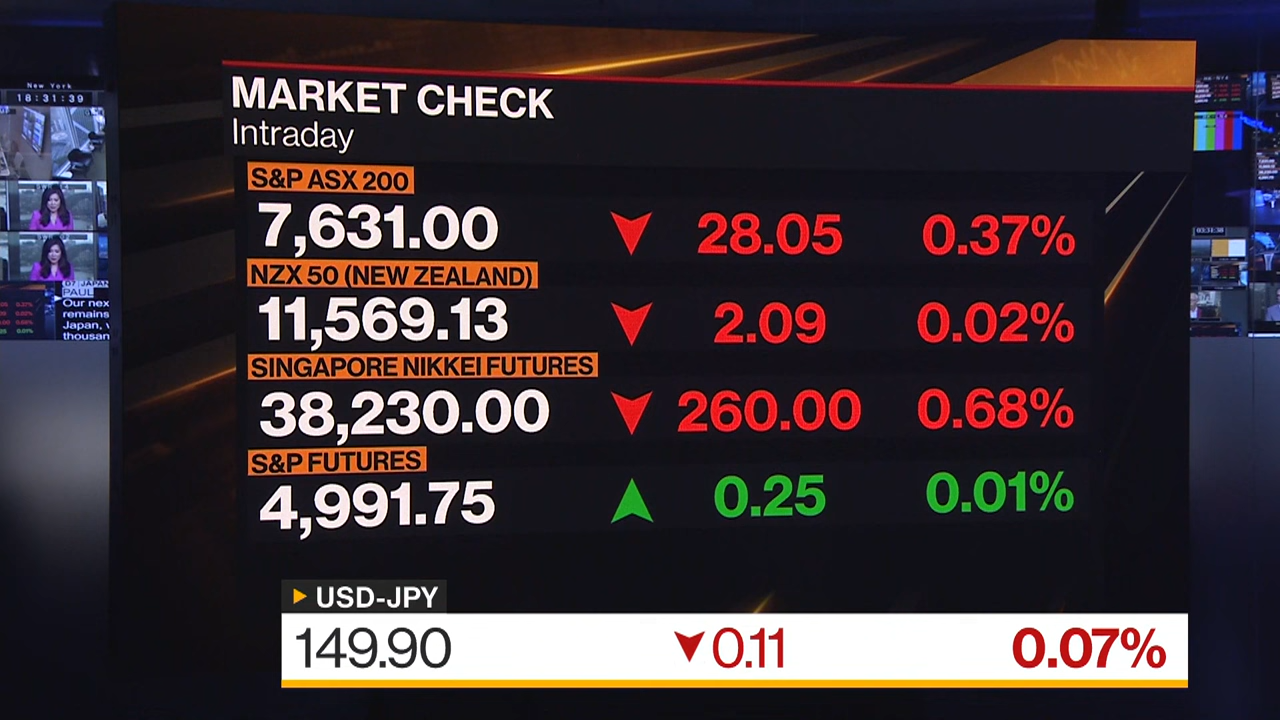 New York
18:31:39
MARKET CHECK
Intraday
S&P ASX 200
7,631.00 28.05 0.37%
NZX 50 (NEW ZEALAND)
11,569.13 2.09 0.02%
SINGAPORE NIKKEI FUTURES
38,230.00 260.00 0.68%
S&P FUTURES
4,991.75 0.25 0.01%
PAUL
Our nex
remains
Japan,
thousan
USD-JPY
149.90 0.11 0.07%